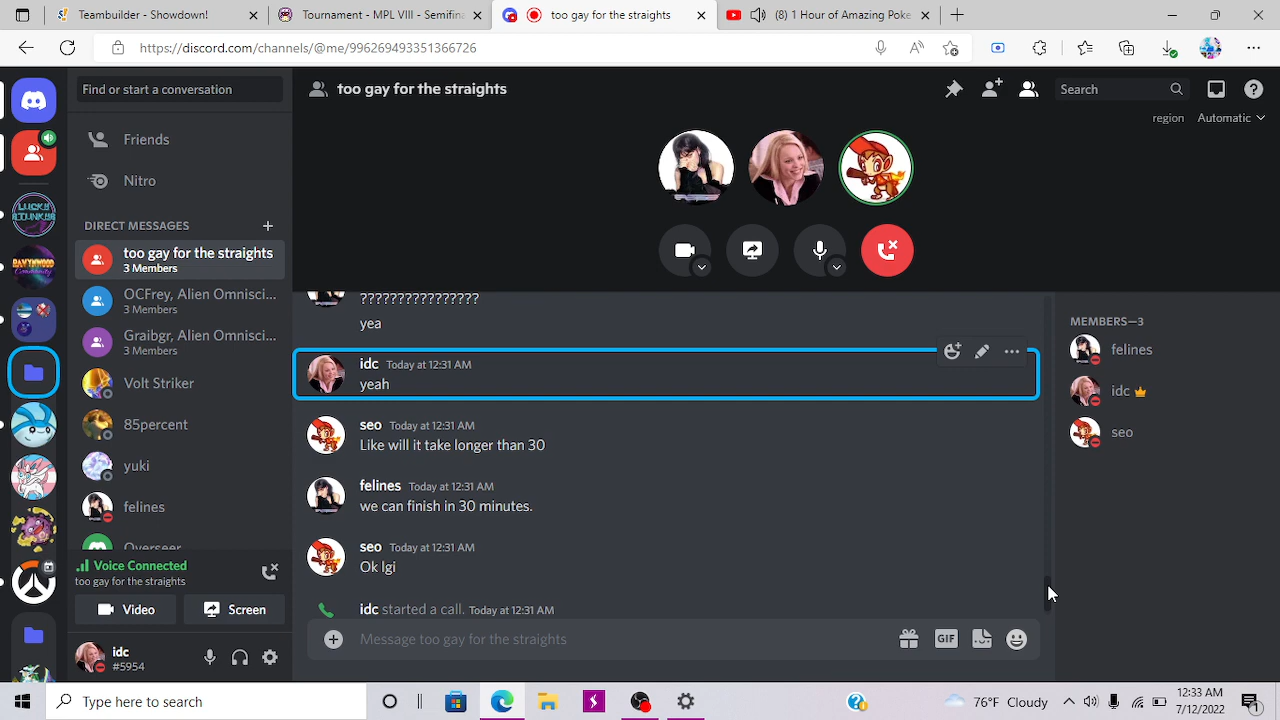 Home - Showdown!
Tournament - MPL VIII - Semifina
too gay for the straights
(8) 1 Hour of Amazing Poke
https://discord.com/channels/@me/996269493351366726
Find or start a conversation
too gay for the straights
Search
region Automatic
Friends
Nitro
DIRECT MESSAGES
too gay for the straights
3 Members
OCFrey, Alien Omnisci...
3 Members
Graibgr, Alien Omnisci...
3 Members
Volt Striker
85percent
yuki
felines
Overseer
Voice Connected
too gay for the straights
Video
Screen
idc
#5954
???????????????
yea
idc Today at 12:31 AM
yeah
seo Today at 12:31 AM
Like will it take longer than 30
felines Today at 12:31 AM
we can finish in 30 minutes.
seo Today at 12:31 AM
Ok lgi
idc started a call. Today at 12:31 AM
Message too gay for the straights
GIF
MEMBERS—3
felines
idc
seo
Type here to search
76°F Clear
12:33 AM
7/12/2022